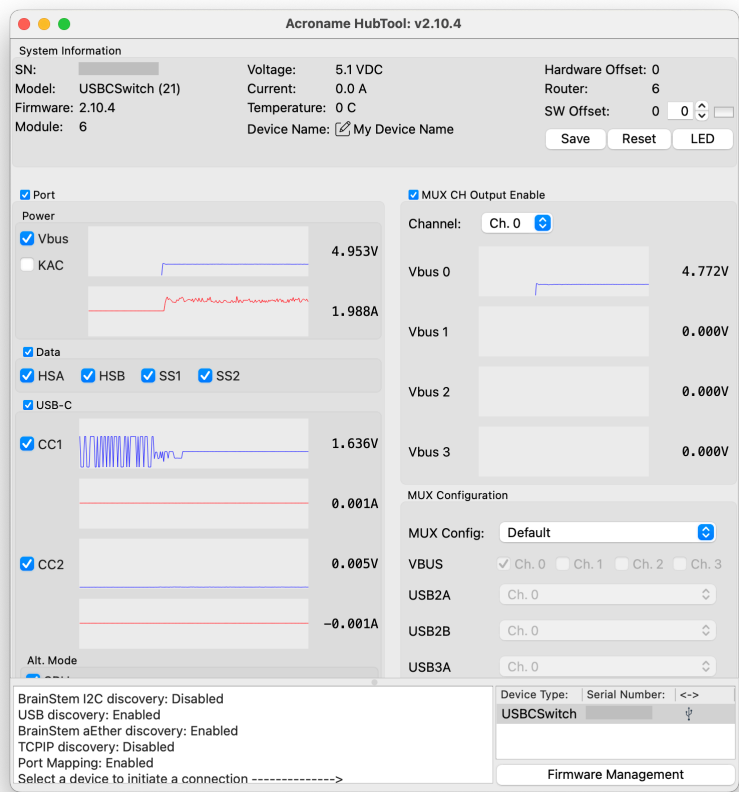 Acroname HubTool: v2.10.4
System Information
SN:
Model: USBCSwitch (21)
Firmware: 2.10.4
Module: 6
Voltage: 5.1 VDC
Current: 0.0 A
Temperature: 0 C
Device Name: My Device Name
Hardware Offset: 0
Router: 6
SW Offset: 0 0
Save Reset LED
Port
Power
Vbus
4.953V
KAC
1.988A
Data
HSA HSB SS1 SS2
USB-C
CC1
1.636V
0.001A
CC2
0.005V
-0.001A
Alt. Mode
MUX CH Output Enable
Channel: Ch. 0
Vbus 0 4.772V
Vbus 1 0.000V
Vbus 2 0.000V
Vbus 3 0.000V
MUX Configuration
MUX Config: Default
VBUS Ch. 0 Ch. 1 Ch. 2 Ch. 3
USB2A Ch. 0
USB2B Ch. 0
USB3A Ch. 0
BrainStem I2C discovery: Disabled
USB discovery: Enabled
BrainStem aEther discovery: Enabled
TCPIP discovery: Disabled
Port Mapping: Enabled
Select a device to initiate a connection -------------->
Device Type: Serial Number: <->
USBCSwitch
Firmware Management